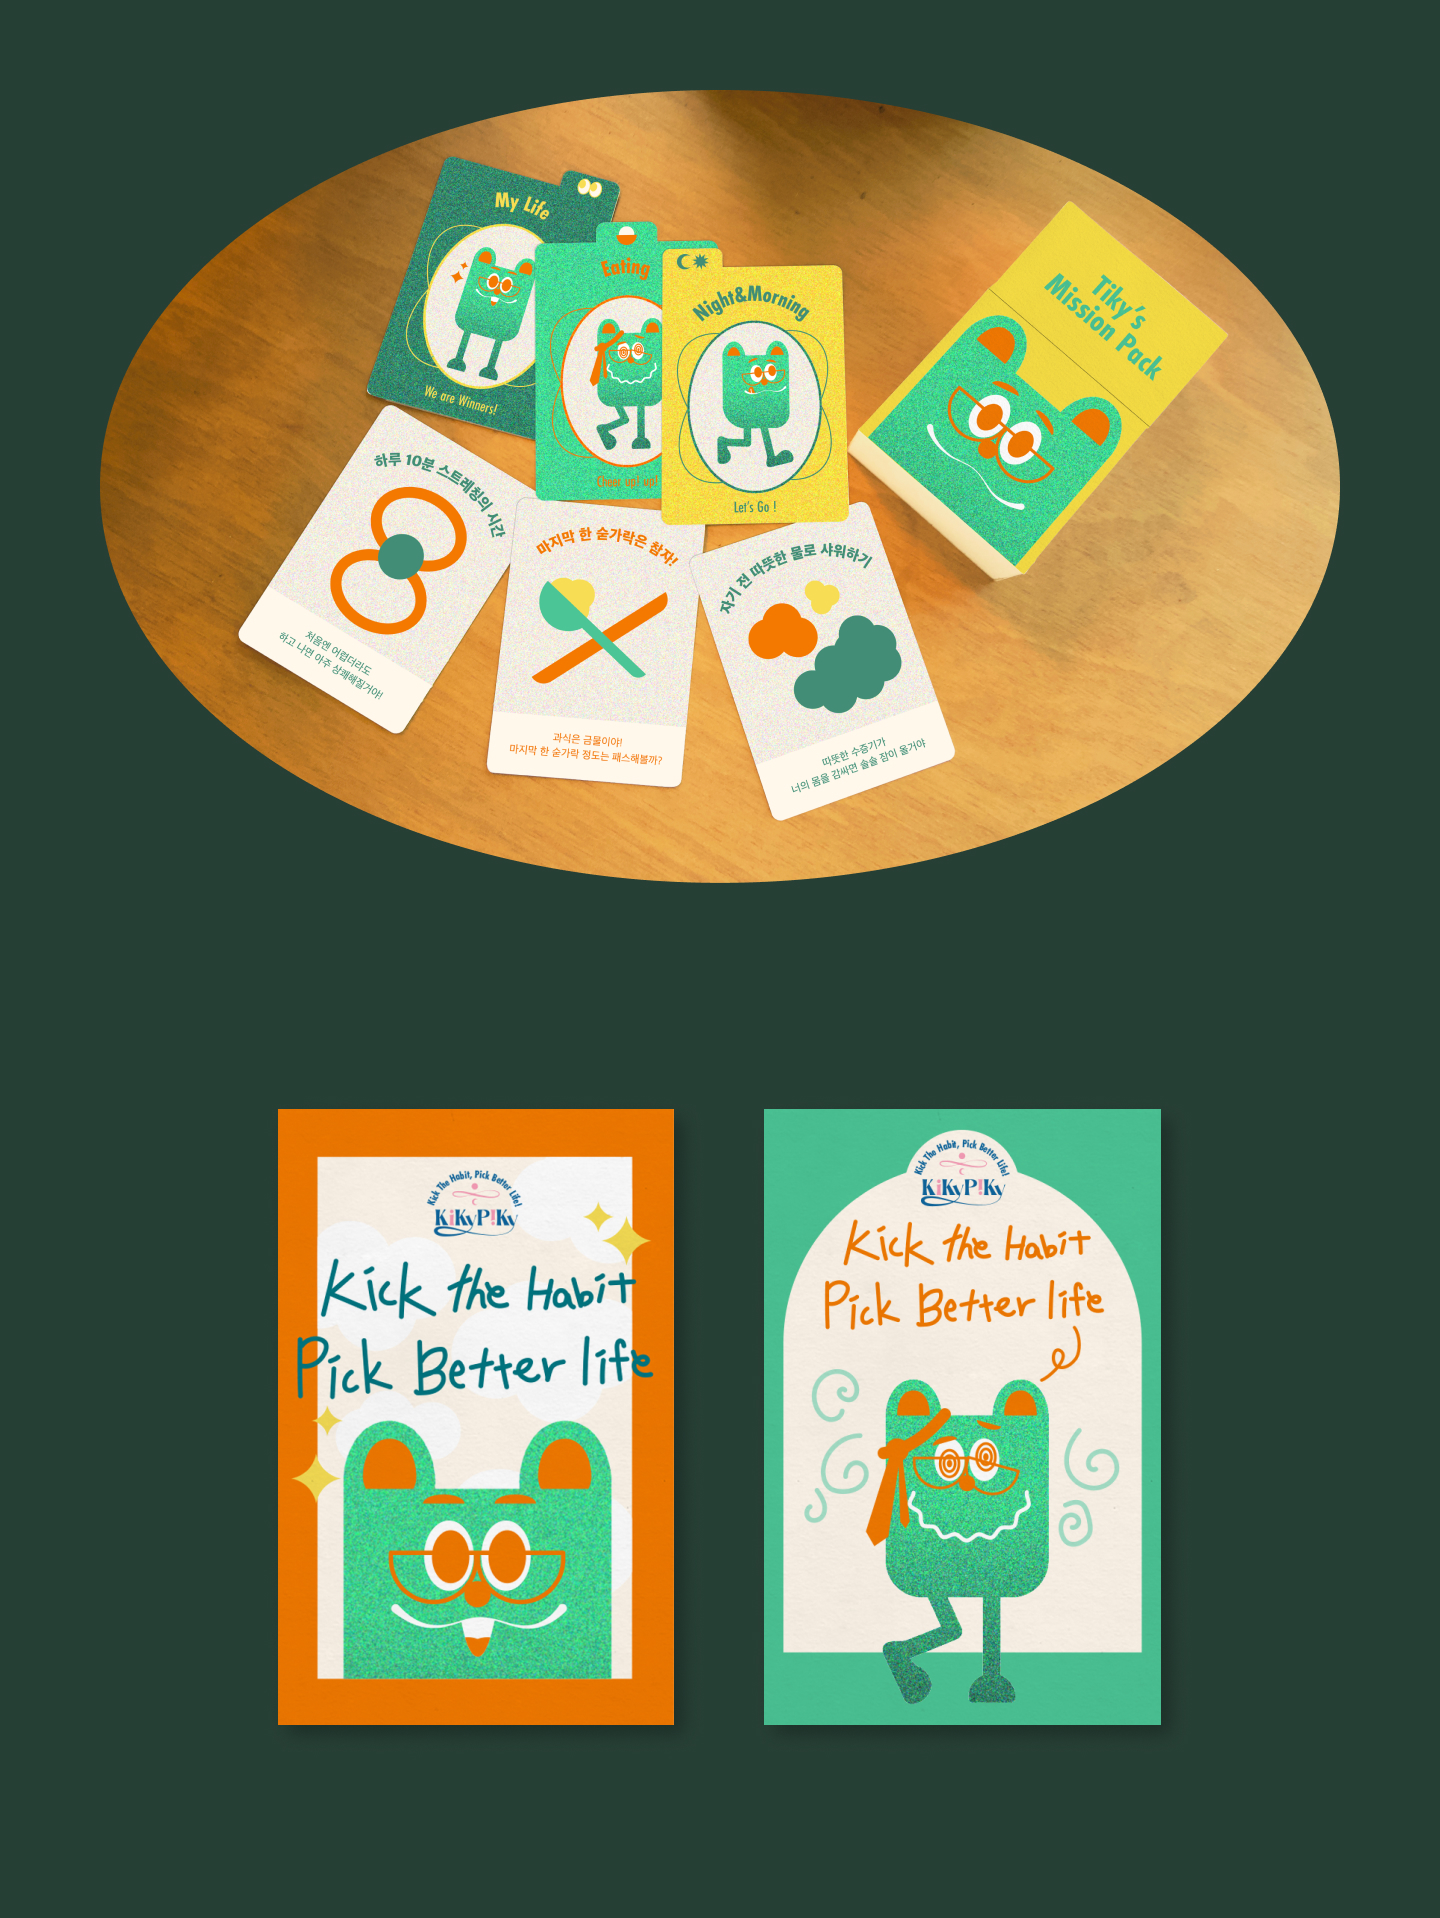 My Life
We are Winners!
Eating
Cheer up! up!
Night&Morning
Let's Go !
Tiky's
Mission Pack
하루 10분 스트레칭의 시간
처음엔 어렵더라도
하고 나면 아주 상쾌해질거야!
마지막 한 숟가락은 참자!
과식은 금물이야!
마지막 한 숟가락 정도는 패스해볼까?
자기 전 따뜻한 물로 샤워하기
따뜻한 수증기가
너의 몸을 감싸면 솔솔 잠이 올거야
Kick The Habit, Pick Better Life!
KiKyP!Ky
Kick the Habit
Pick Better life
Kick The Habit, Pick Better Life!
KiKyP!Ky
Kick the Habit
Pick Better life